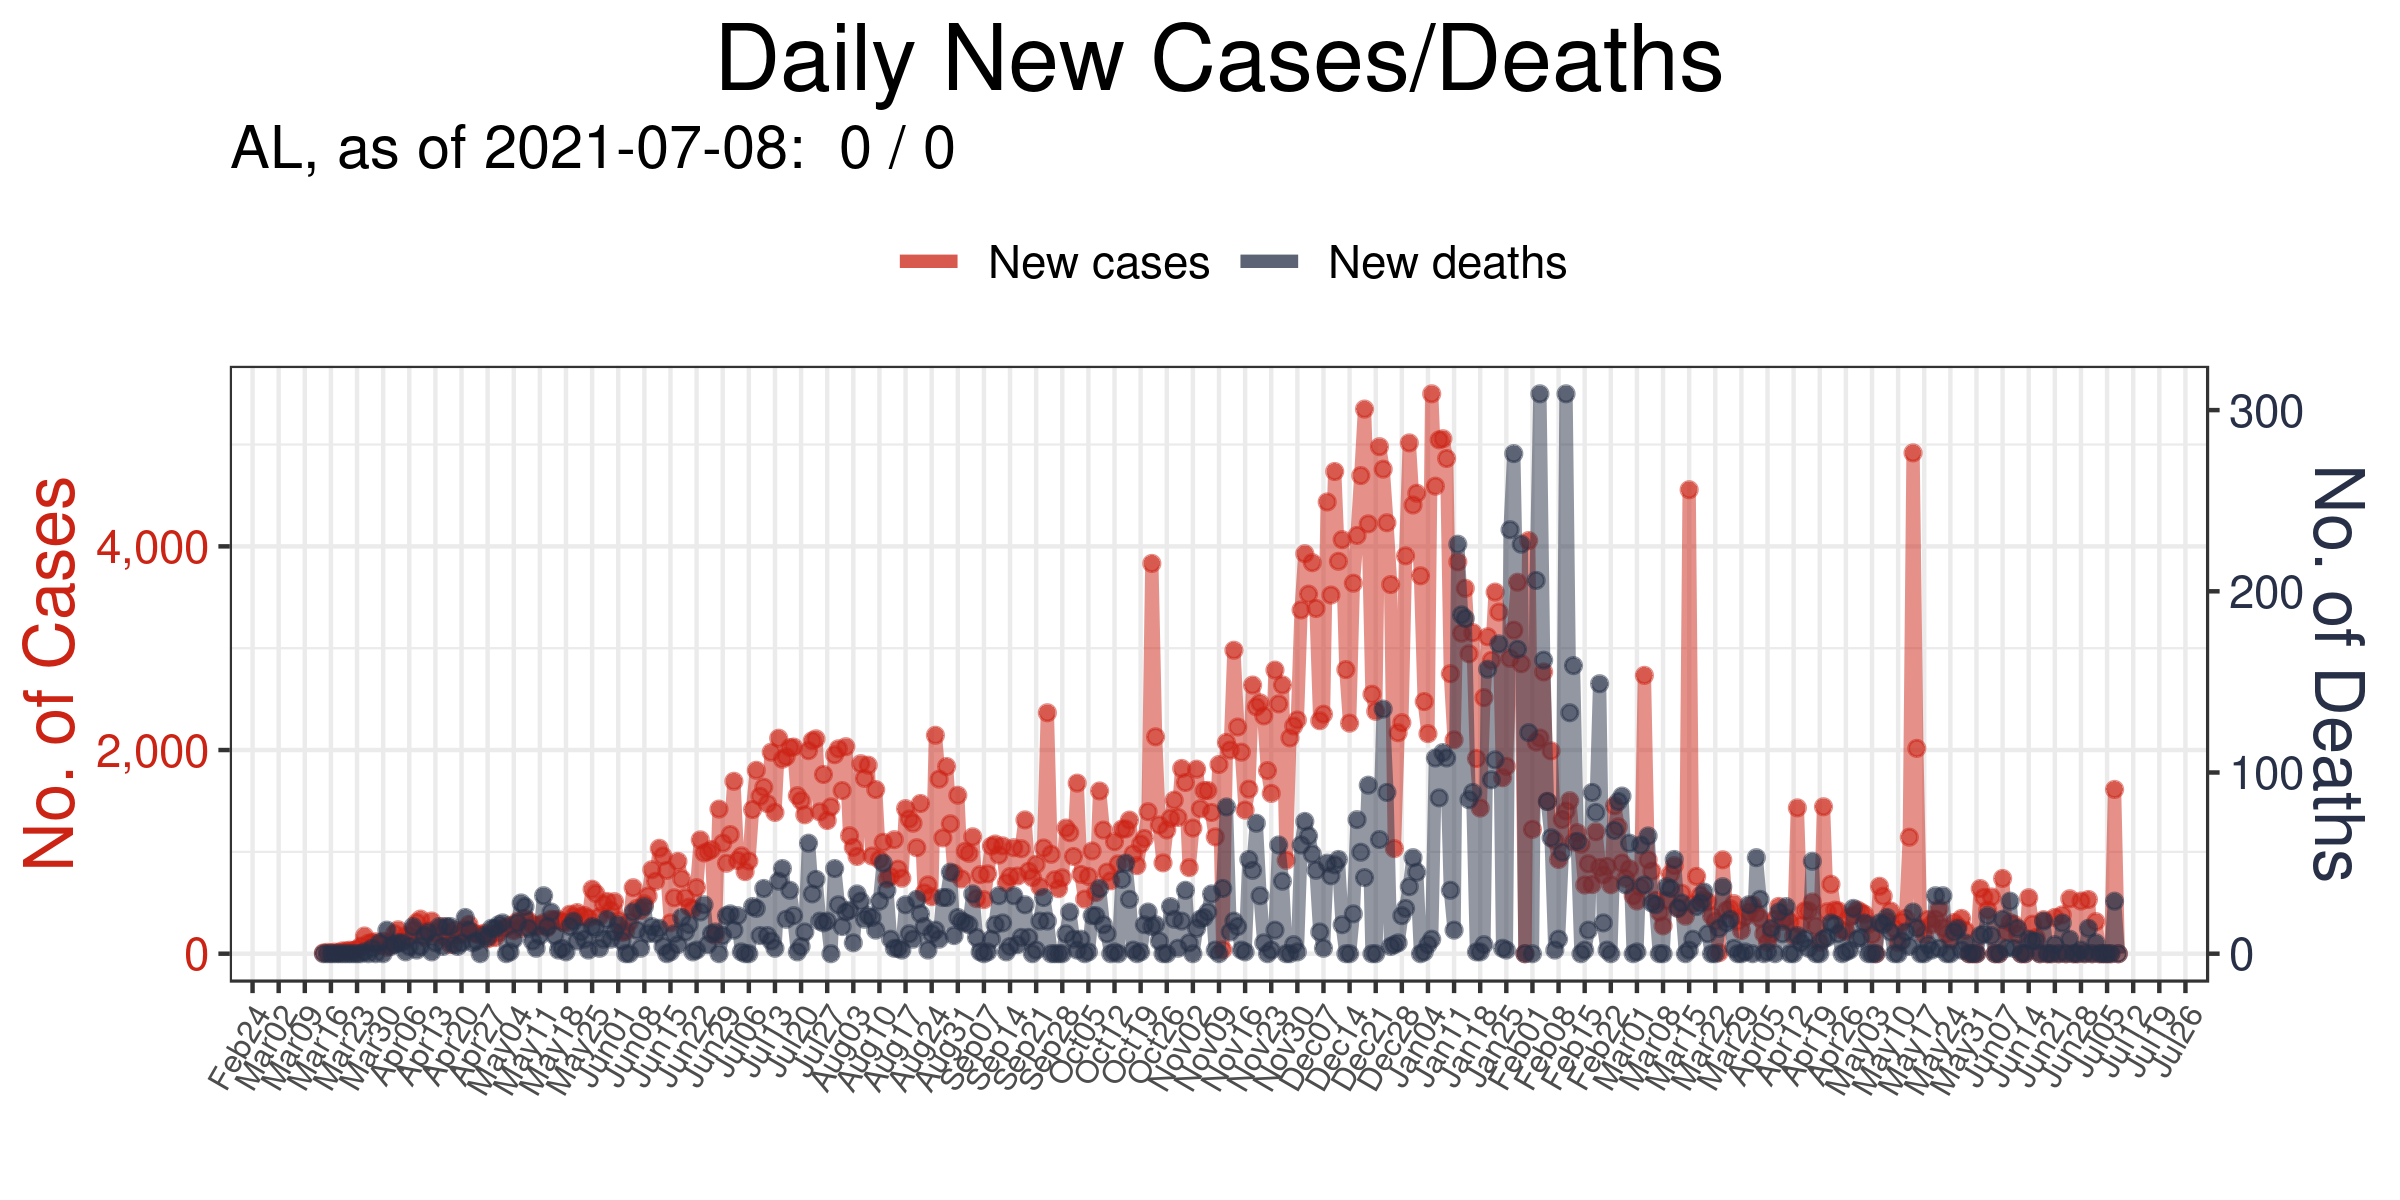 Daily New Cases/Deaths
AL, as of 2021-07-08:  0 / 0
New cases New deaths
No. of Cases
4,000
2,000
0
300
200
100
0
No. of Deaths
Feb24 Mar02 Mar09 Mar16 Mar23 Mar30 Apr06 Apr13 Apr20 Apr27 May04 May11 May18 May25 Jun01 Jun08 Jun15 Jun22 Jun29 Jul06 Jul13 Jul20 Jul27 Aug03 Aug10 Aug17 Aug24 Aug31 Sep07 Sep14 Sep21 Sep28 Oct05 Oct12 Oct19 Oct26 Nov02 Nov09 Nov16 Nov23 Nov30 Dec07 Dec14 Dec21 Dec28 Jan04 Jan11 Jan18 Jan25 Feb01 Feb08 Feb15 Feb22 Mar01 Mar08 Mar15 Mar22 Mar29 Apr05 Apr12 Apr19 Apr26 May03 May10 May17 May24 May31 Jun07 Jun14 Jun21 Jun28 Jul05 Jul12 Jul19 Jul26